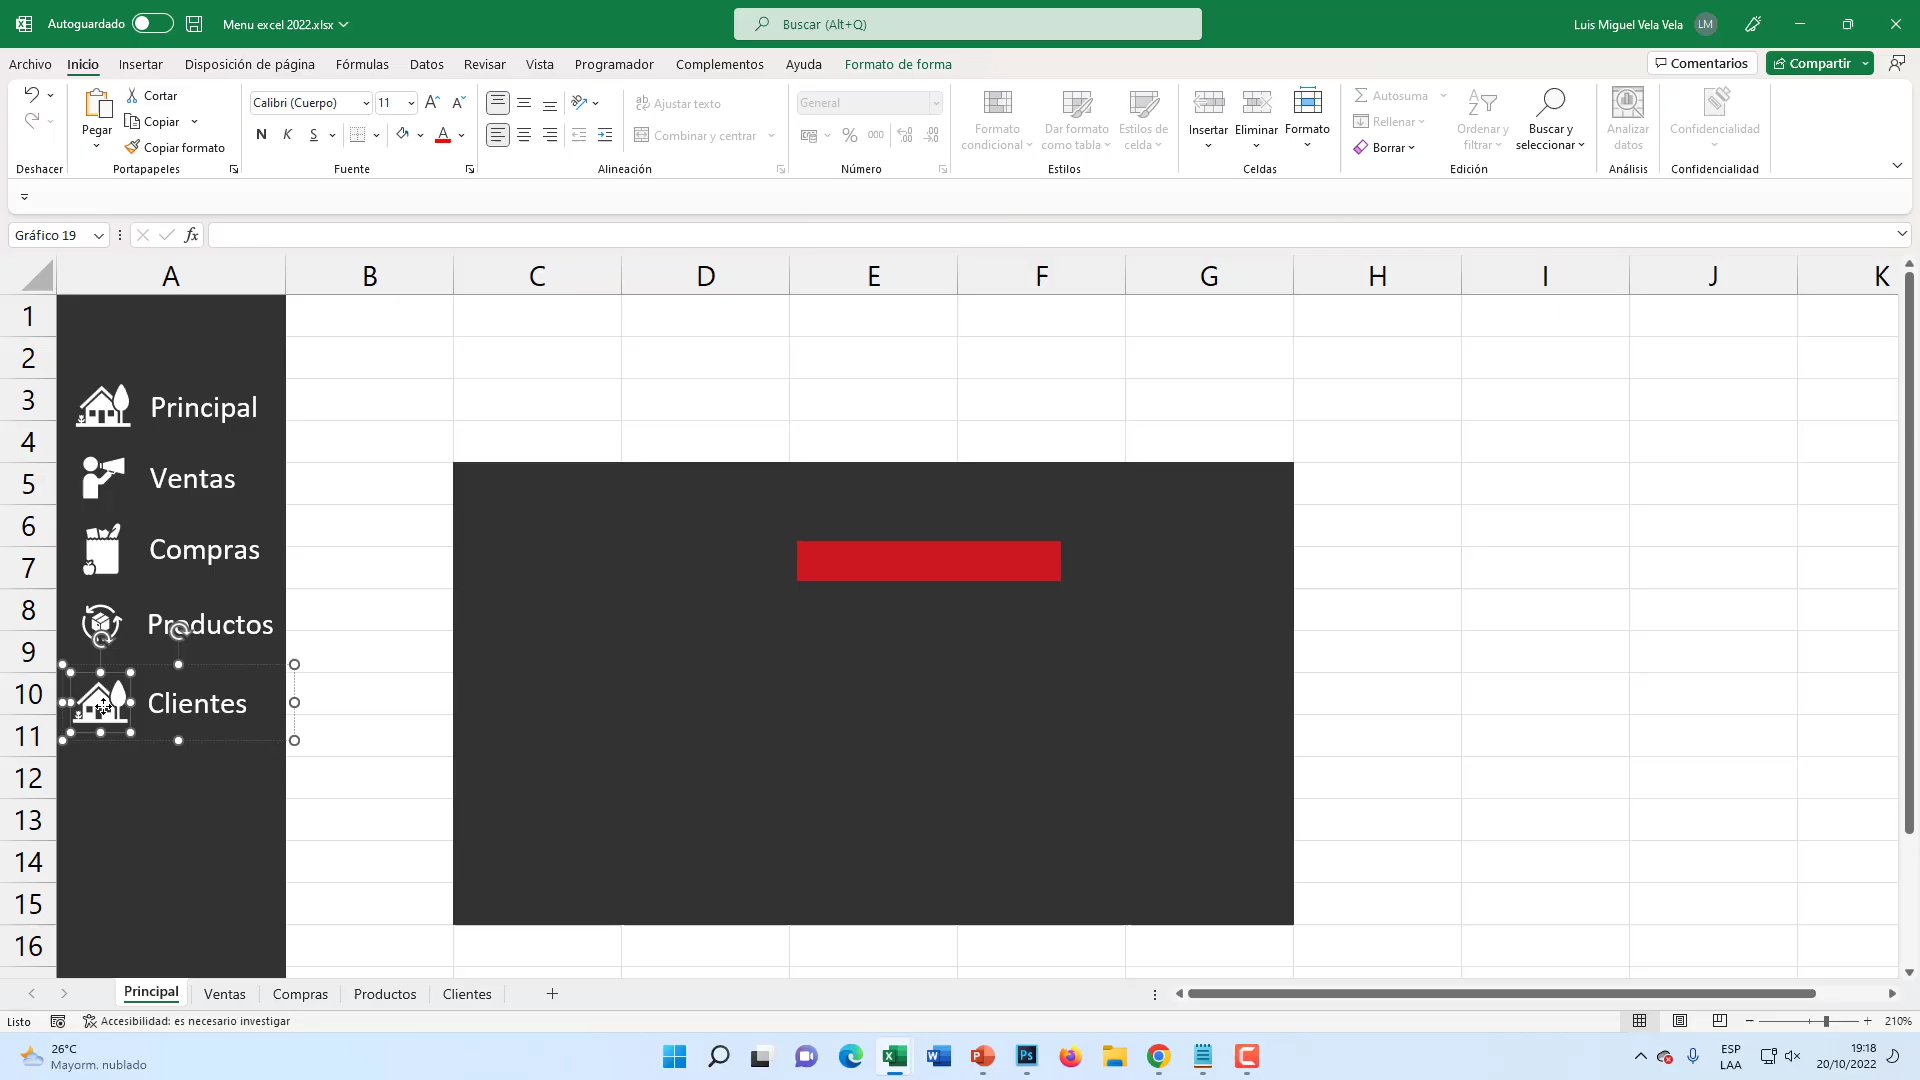 Autoguardado
Menu excel 2022.xlsx
Buscar (Alt+Q)
Luis Miguel Vela Vela
LM
Archivo
Inicio
Insertar
Disposición de página
Fórmulas
Datos
Revisar
Vista
Programador
Complementos
Ayuda
Formato de forma
Comentarios
Compartir
Deshacer
Pegar
Cortar
Copiar
Copiar formato
Portapapeles
Calibri (Cuerpo)
11
N K S
Fuente
Ajustar texto
Combinar y centrar
Alineación
General
% 000
Número
Formato
condicional
Dar formato
como tabla
Estilos de
celda
Estilos
Insertar
Eliminar
Formato
Celdas
Autosuma
Rellenar
Borrar
Ordenar y
filtrar
Buscar y
seleccionar
Edición
Analizar
datos
Análisis
Confidencialidad
Confidencialidad
Gráfico 19
fx
A B C D E F G H I J K
1
2
3
4
5
6
7
8
9
10
11
12
13
14
15
16
Principal
Ventas
Compras
Productos
Clientes
Principal
Ventas
Compras
Productos
Clientes
Listo
Accesibilidad: es necesario investigar
210%
26°C
Mayorm. nublado
ESP
LAA
19:18
20/10/2022